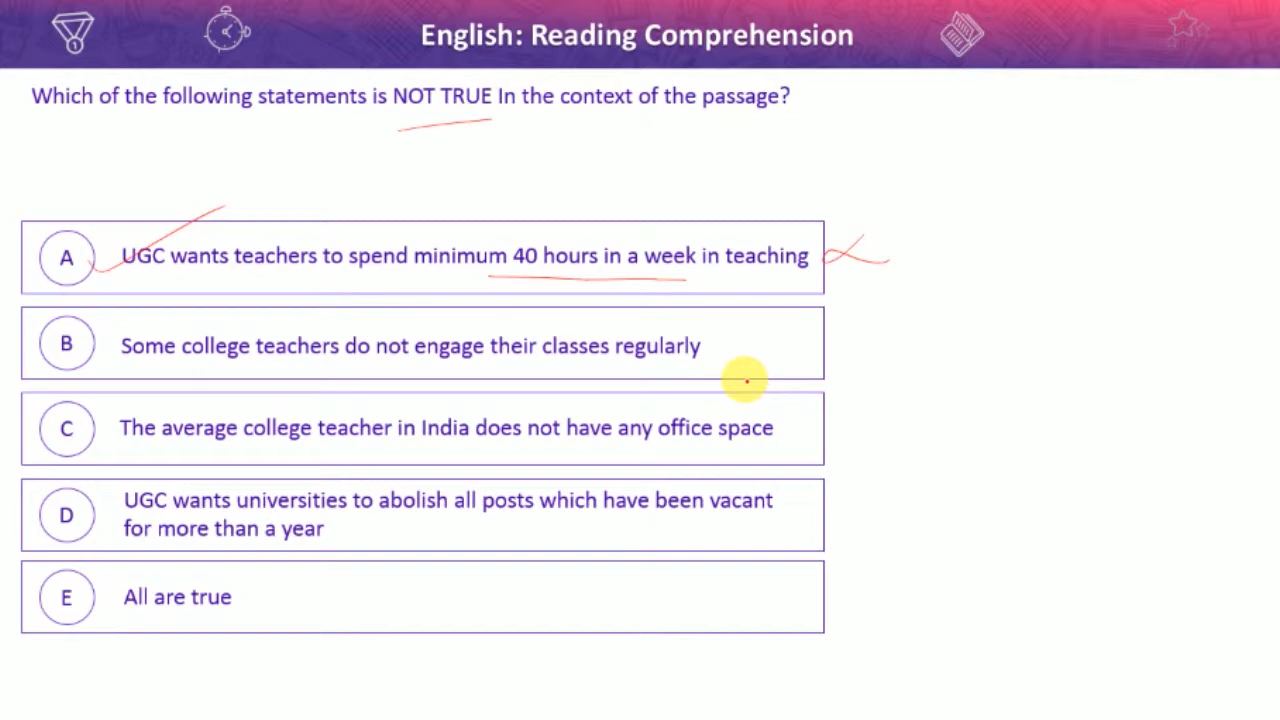 English: Reading Comprehension
Which of the following statements is NOT TRUE In the context of the passage?
A UGC wants teachers to spend minimum 40 hours in a week in teaching
B Some college teachers do not engage their classes regularly
C The average college teacher in India does not have any office space
D UGC wants universities to abolish all posts which have been vacant
for more than a year
E All are true